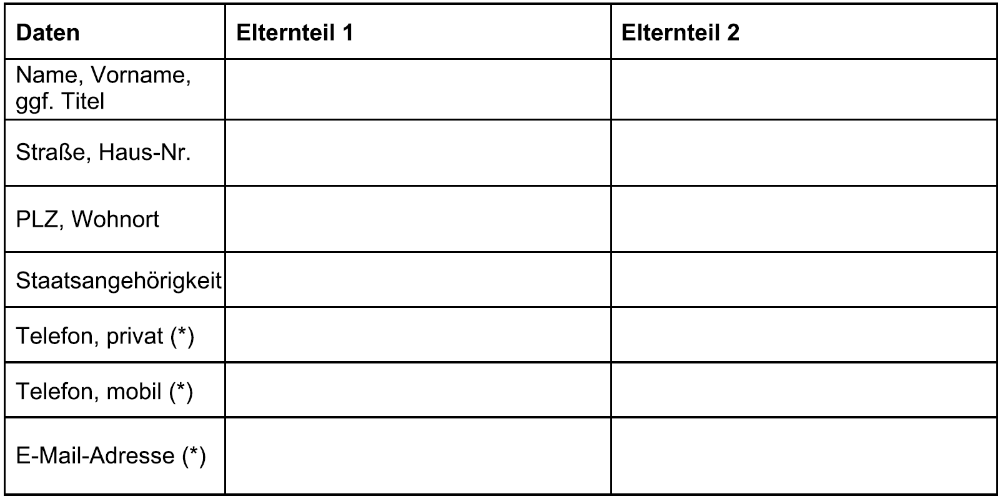 Daten Elternteil 1 Elternteil 2
Name, Vorname,
ggf. Titel
Straße, Haus-Nr.
PLZ, Wohnort
Staatsangehörigkeit
Telefon, privat (*)
Telefon, mobil (*)
E-Mail-Adresse (*)